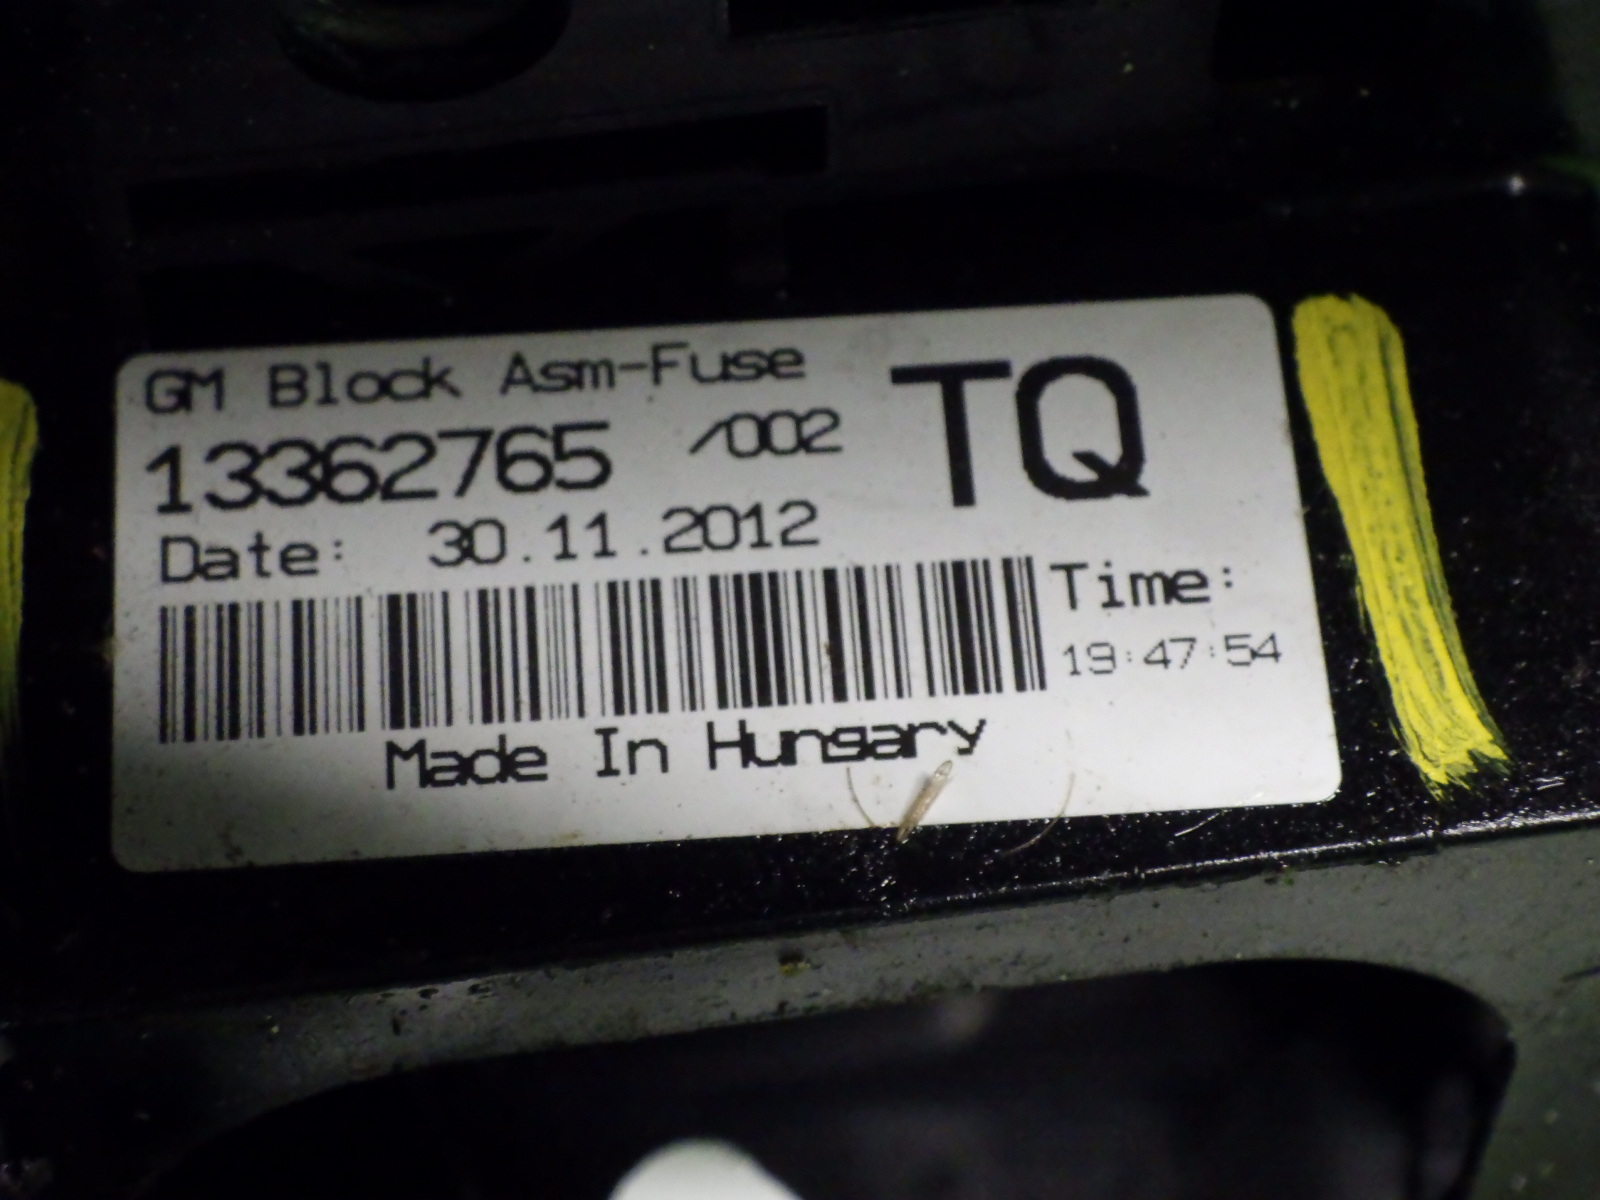 GM Block Asm-Fuse
13362765 /002 TQ
Date: 30.11.2012
Time:
19:47:54
Made In Hungary